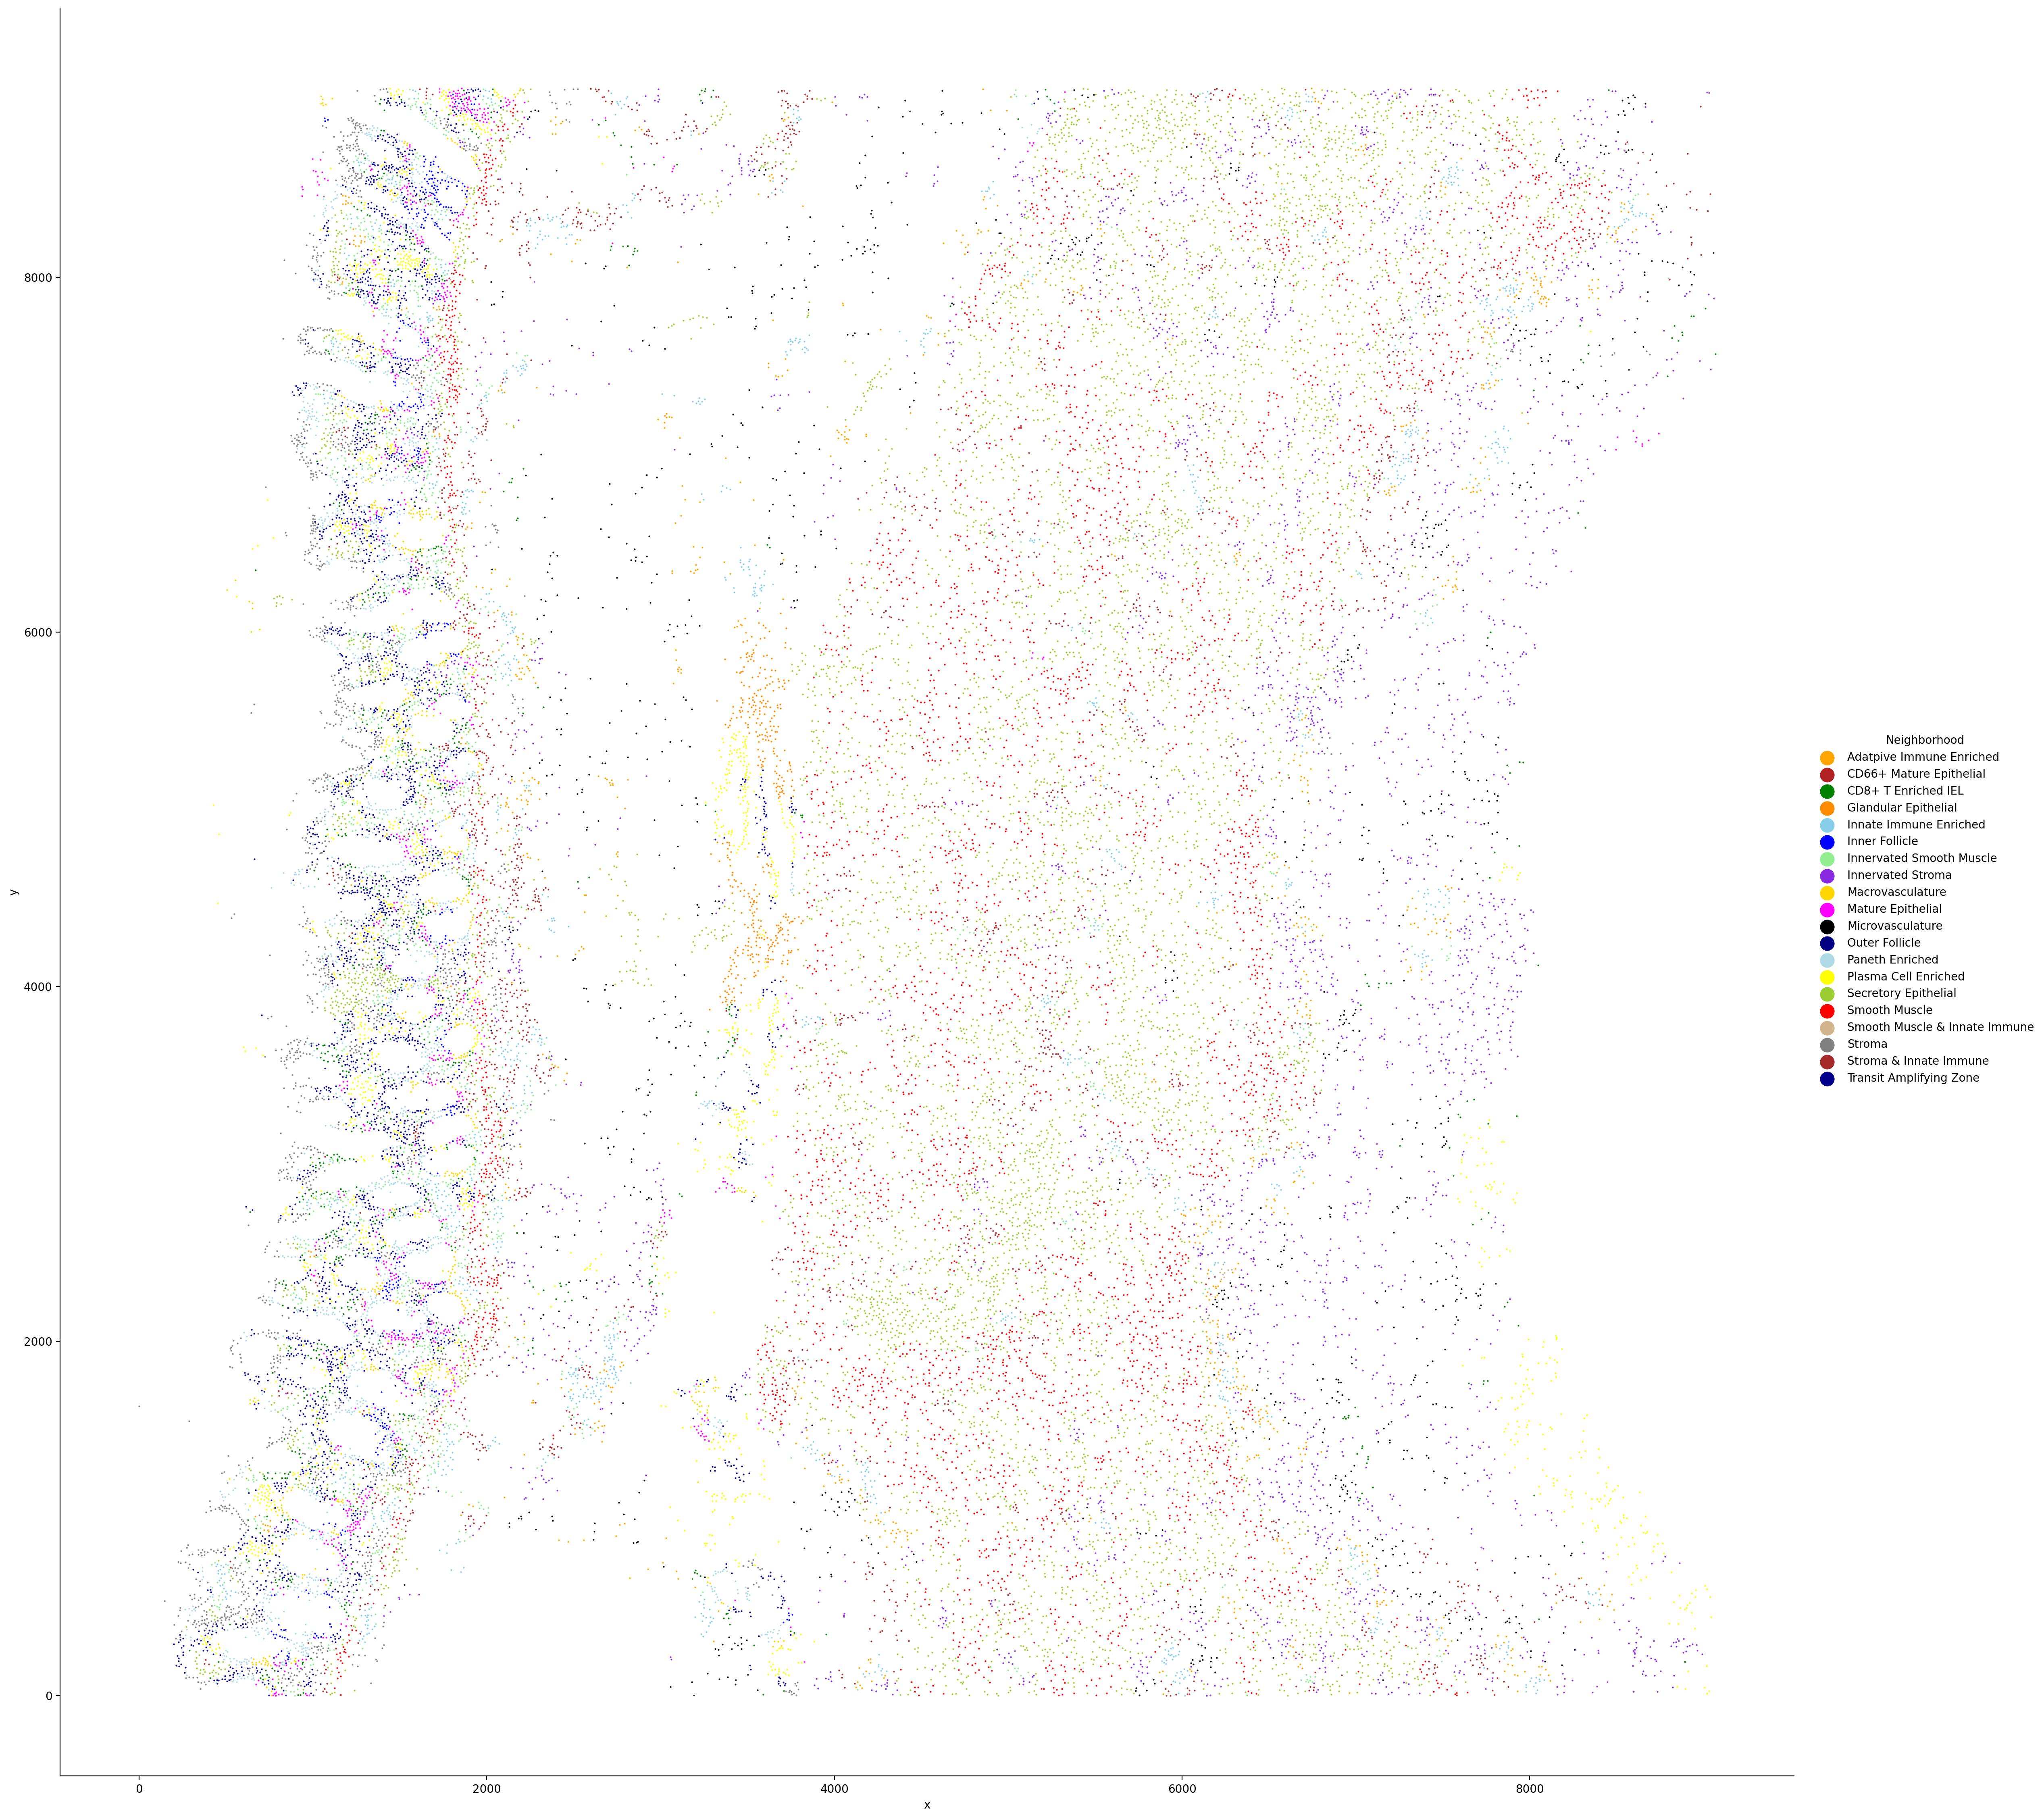 8000
6000
4000
2000
0
y
0
2000
4000
6000
8000
x
Neighborhood
Adatpive Immune Enriched
CD66+ Mature Epithelial
CD8+ T Enriched IEL
Glandular Epithelial
Innate Immune Enriched
Inner Follicle
Innervated Smooth Muscle
Innervated Stroma
Macrovasculature
Mature Epithelial
Microvasculature
Outer Follicle
Paneth Enriched
Plasma Cell Enriched
Secretory Epithelial
Smooth Muscle
Smooth Muscle & Innate Immune
Stroma
Stroma & Innate Immune
Transit Amplifying Zone